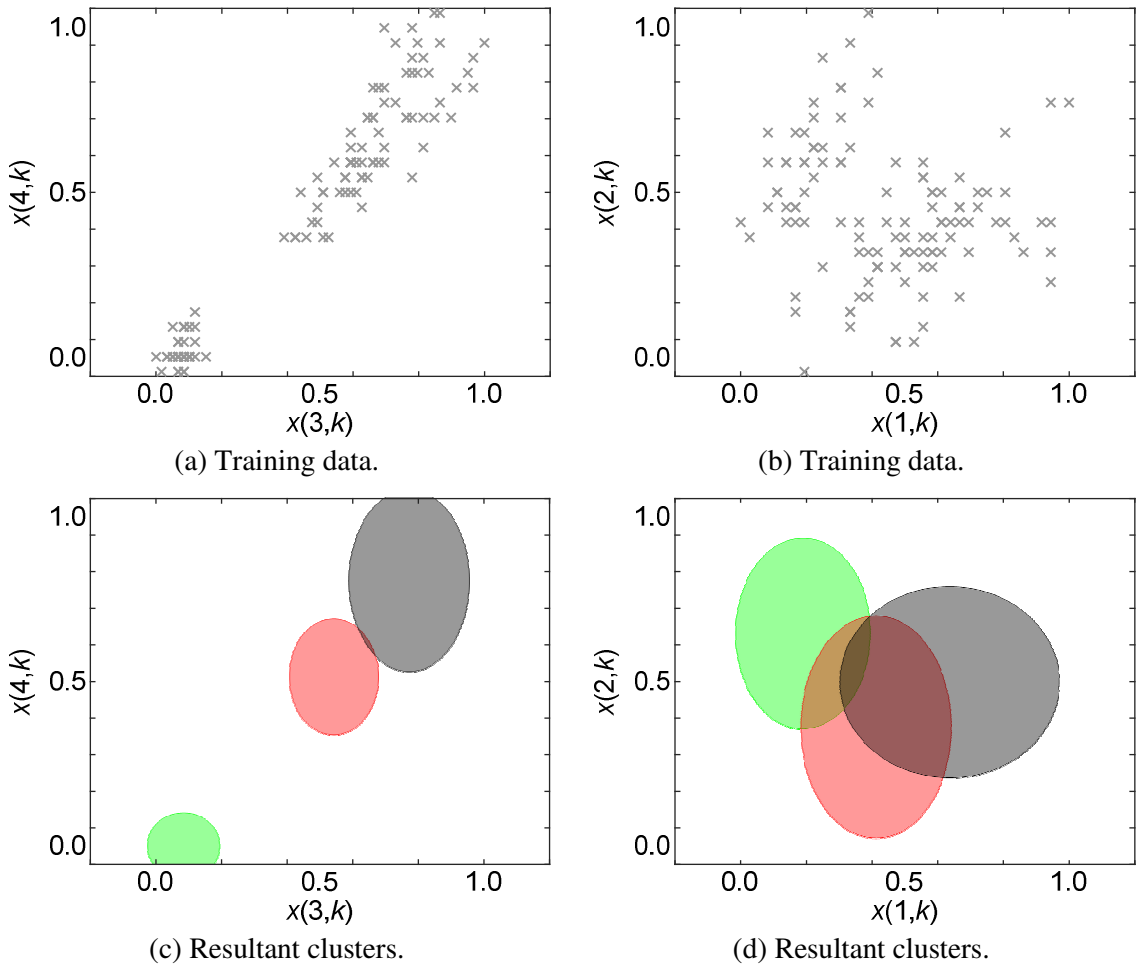 1.0 1.0
x(4,k) 0.5 x(2,k) 0.5
0.0 0.0
0.0 0.5 1.0 0.0 0.5 1.0
x(3,k) x(1,k)
(a) Training data. (b) Training data.
1.0 1.0
x(4,k) 0.5 x(2,k) 0.5
0.0 0.0
0.0 0.5 1.0 0.0 0.5 1.0
x(3,k) x(1,k)
(c) Resultant clusters. (d) Resultant clusters.